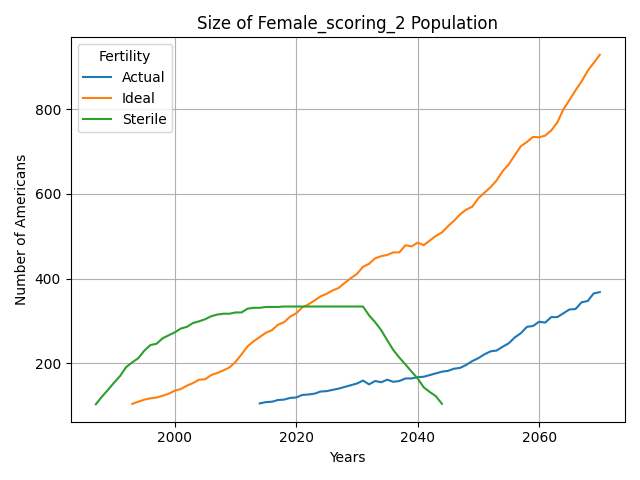 Size of Female_scoring_2 Population
Fertility
Actual
Ideal
Sterile
Number of Americans
800
600
400
200
2000
2020
2040
2060
Years